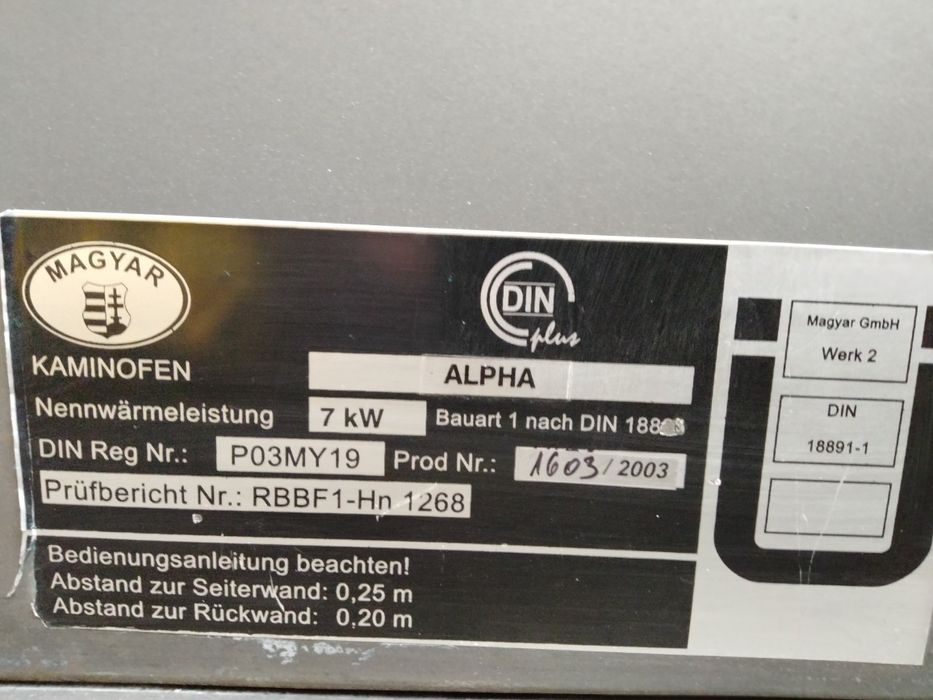 MAGYAR
DIN
plus
KAMINOFEN ALPHA
Nennwärmeleistung 7 kW Bauart 1 nach DIN
DIN Reg Nr.: P03MY19 Prod Nr.: 1603/2003
Prüfbericht Nr.: RBBF1-Hn 1268
Bedienungsanleitung beachten!
Abstand zur Seiterwand: 0,25 m
Abstand zur Rückwand: 0,20 m
Magyar GmbH
Werk 2
DIN
18891-1